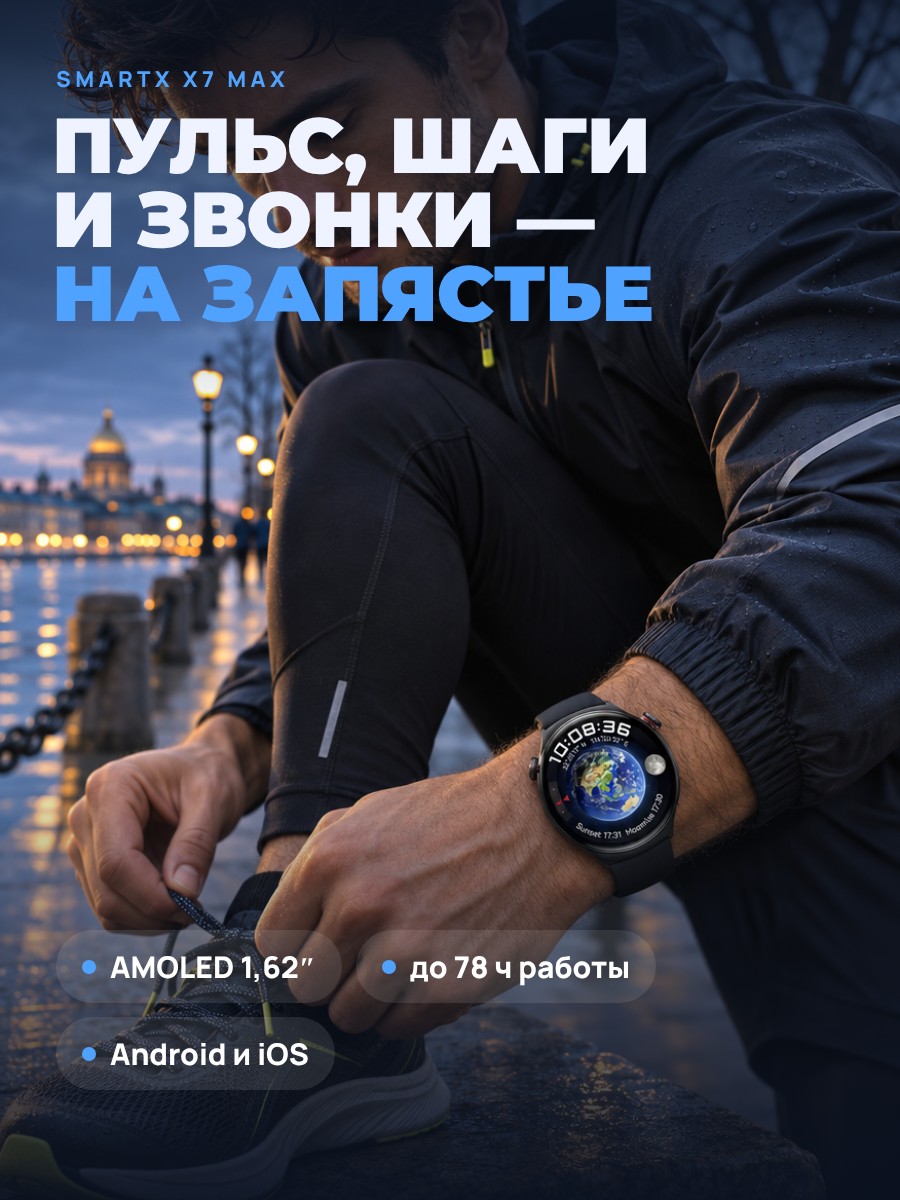 SMARTX X7 MAX
ПУЛЬС, ШАГИ
И ЗВОНКИ —
НА ЗАПЯСТЬЕ
10:08:36
Sunset 17:31 Moonrise 17:30
AMOLED 1,62″
до 78 ч работы
Android и iOS